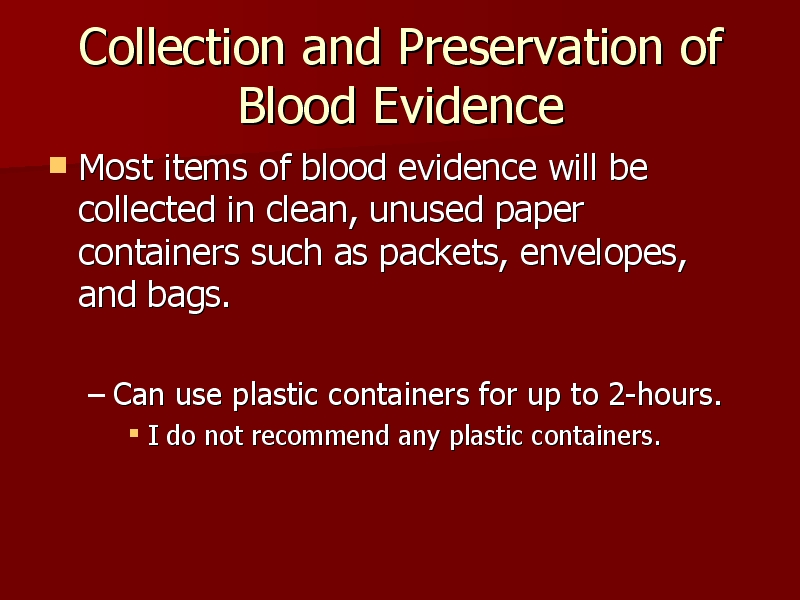 Collection and Preservation of
Blood Evidence
Most items of blood evidence will be
collected in clean, unused paper
containers such as packets, envelopes,
and bags.
– Can use plastic containers for up to 2-hours.
I do not recommend any plastic containers.